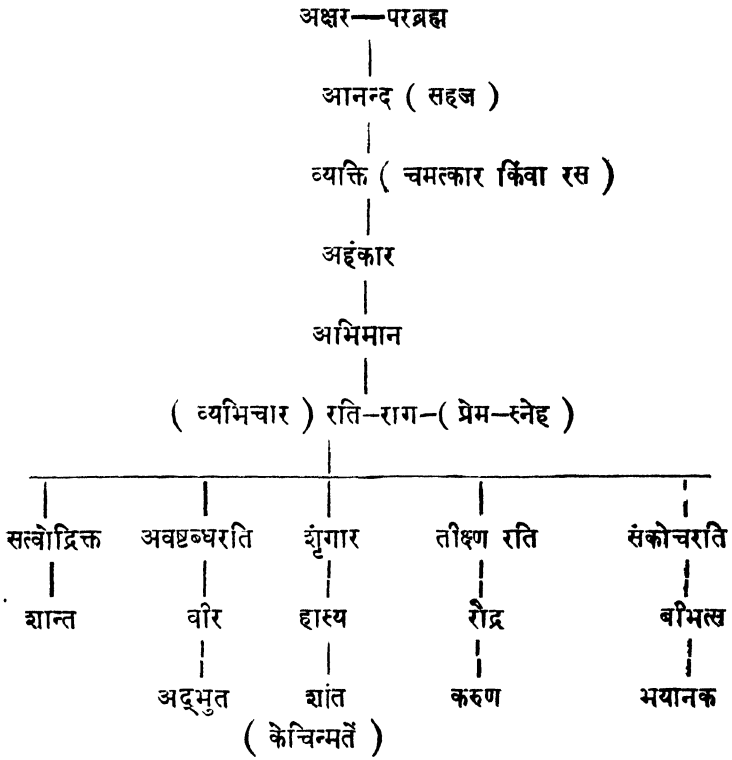 अक्षर—परब्रह्म
आनन्द ( सहज )
व्यक्ति ( चमत्कार किंवा रस )
अहंकार
अभिमान
( व्यभिचार ) रति–राग–( प्रेम–स्नेह )
सत्वोद्रिक्त अवष्टब्धरति शृंगार तीक्ष्ण रति संकोचरति
शान्त वीर हास्य रौद्र बीभत्स
अद्‌भुत शांत करुण भयानक
( केचिन्मतें )